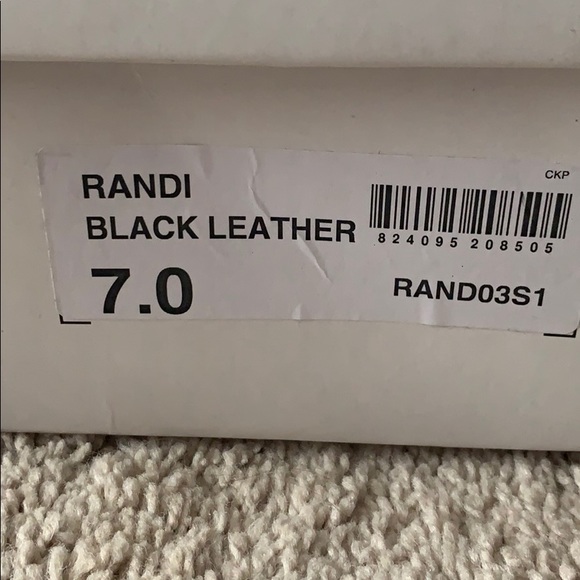 RANDI
BLACK LEATHER
7.0
CKP
824095 208505
RAND03S1